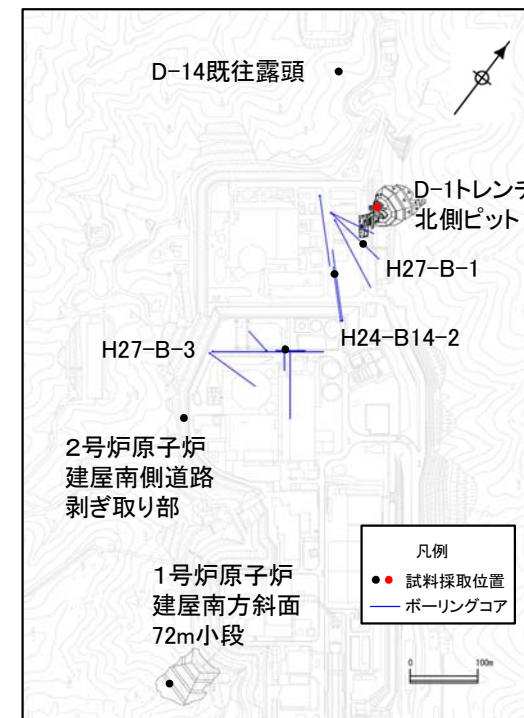 D-14既往露頭
D-1トレンチ
北側ピット
H27-B-1
H24-B14-2
H27-B-3
2号炉原子炉
建屋南側道路
剥ぎ取り部
1号炉原子炉
建屋南方斜面
72m小段
凡例
試料採取位置
ボーリングコア
0 100m